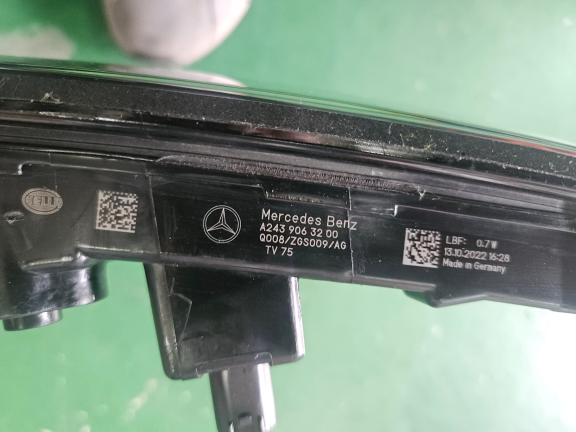 HELLA
Mercedes Benz
A243 906 32 00
Q008/ZGS009/AG
TV 75
LBF: 0.7W
13.10.2022 16:28
Made in Germany